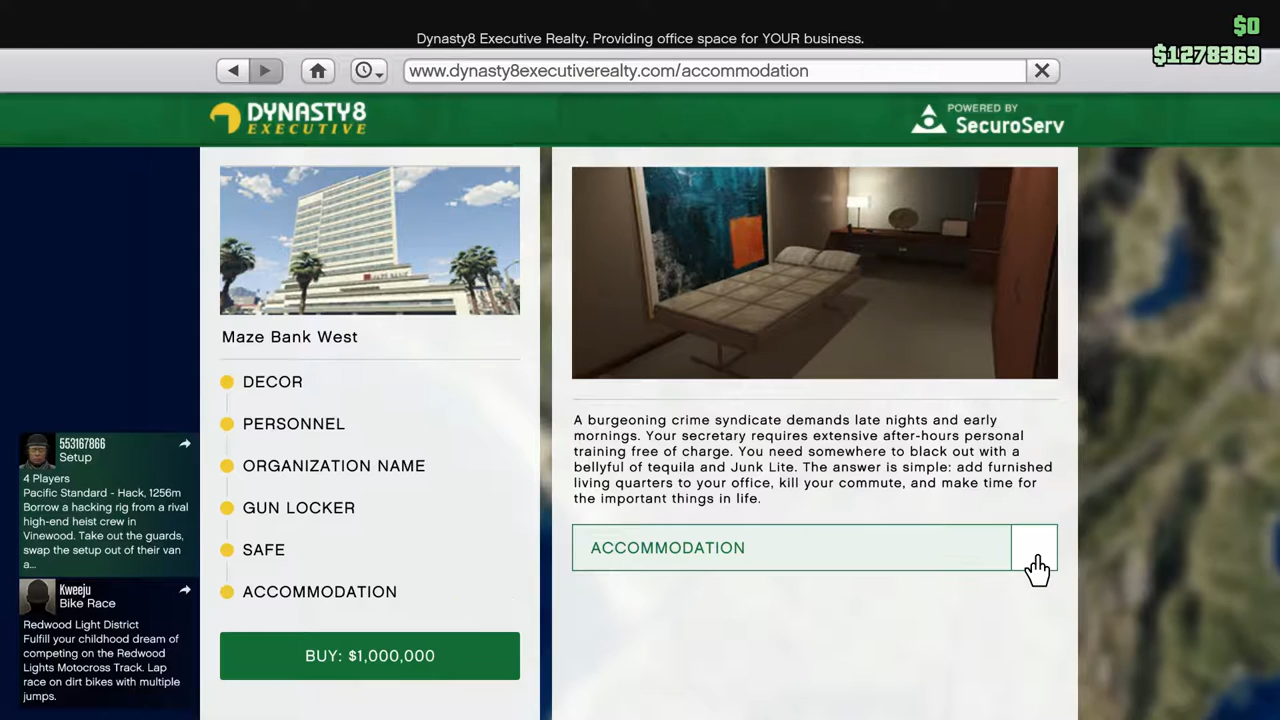 Dynasty8 Executive Realty. Providing office space for YOUR business.
$0
$1278369
www.dynasty8executiverealty.com/accommodation
DYNASTY8
EXECUTIVE
POWERED BY
SecuroServ
MAZE BANK
Maze Bank West
DECOR
PERSONNEL
ORGANIZATION NAME
GUN LOCKER
SAFE
ACCOMMODATION
BUY: $1,000,000
A burgeoning crime syndicate demands late nights and early
mornings. Your secretary requires extensive after-hours personal
training free of charge. You need somewhere to black out with a
bellyful of tequila and Junk Lite. The answer is simple: add furnished
living quarters to your office, kill your commute, and make time for
the important things in life.
ACCOMMODATION
553167866
Setup
4 Players
Pacific Standard - Hack, 1256m
Borrow a hacking rig from a rival
high-end heist crew in
Vinewood. Take out the guards,
swap the setup out of their van
a...
Kweeju
Bike Race
Redwood Light District
Fulfill your childhood dream of
competing on the Redwood
Lights Motocross Track. Lap
race on dirt bikes with multiple
jumps.